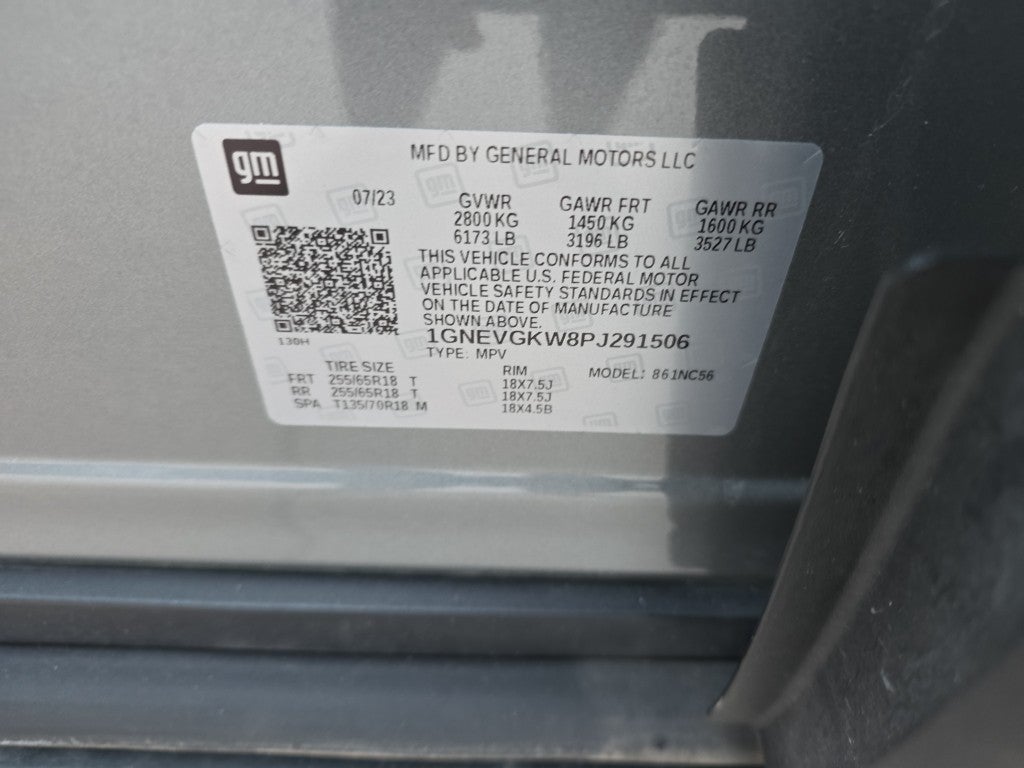 gm
MFD BY GENERAL MOTORS LLC
07/23
GVWR GAWR FRT GAWR RR
2800 KG 1450 KG 1600 KG
6173 LB 3196 LB 3527 LB
THIS VEHICLE CONFORMS TO ALL
APPLICABLE U.S. FEDERAL MOTOR
VEHICLE SAFETY STANDARDS IN EFFECT
ON THE DATE OF MANUFACTURE
SHOWN ABOVE.
130H
1GNEVGKW8PJ291506
TYPE: MPV
TIRE SIZE RIM MODEL: 861NC56
FRT 255/65R18 T 18X7.5J
RR 255/65R18 T 18X7.5J
SPA T135/70R18 M 18X4.5B